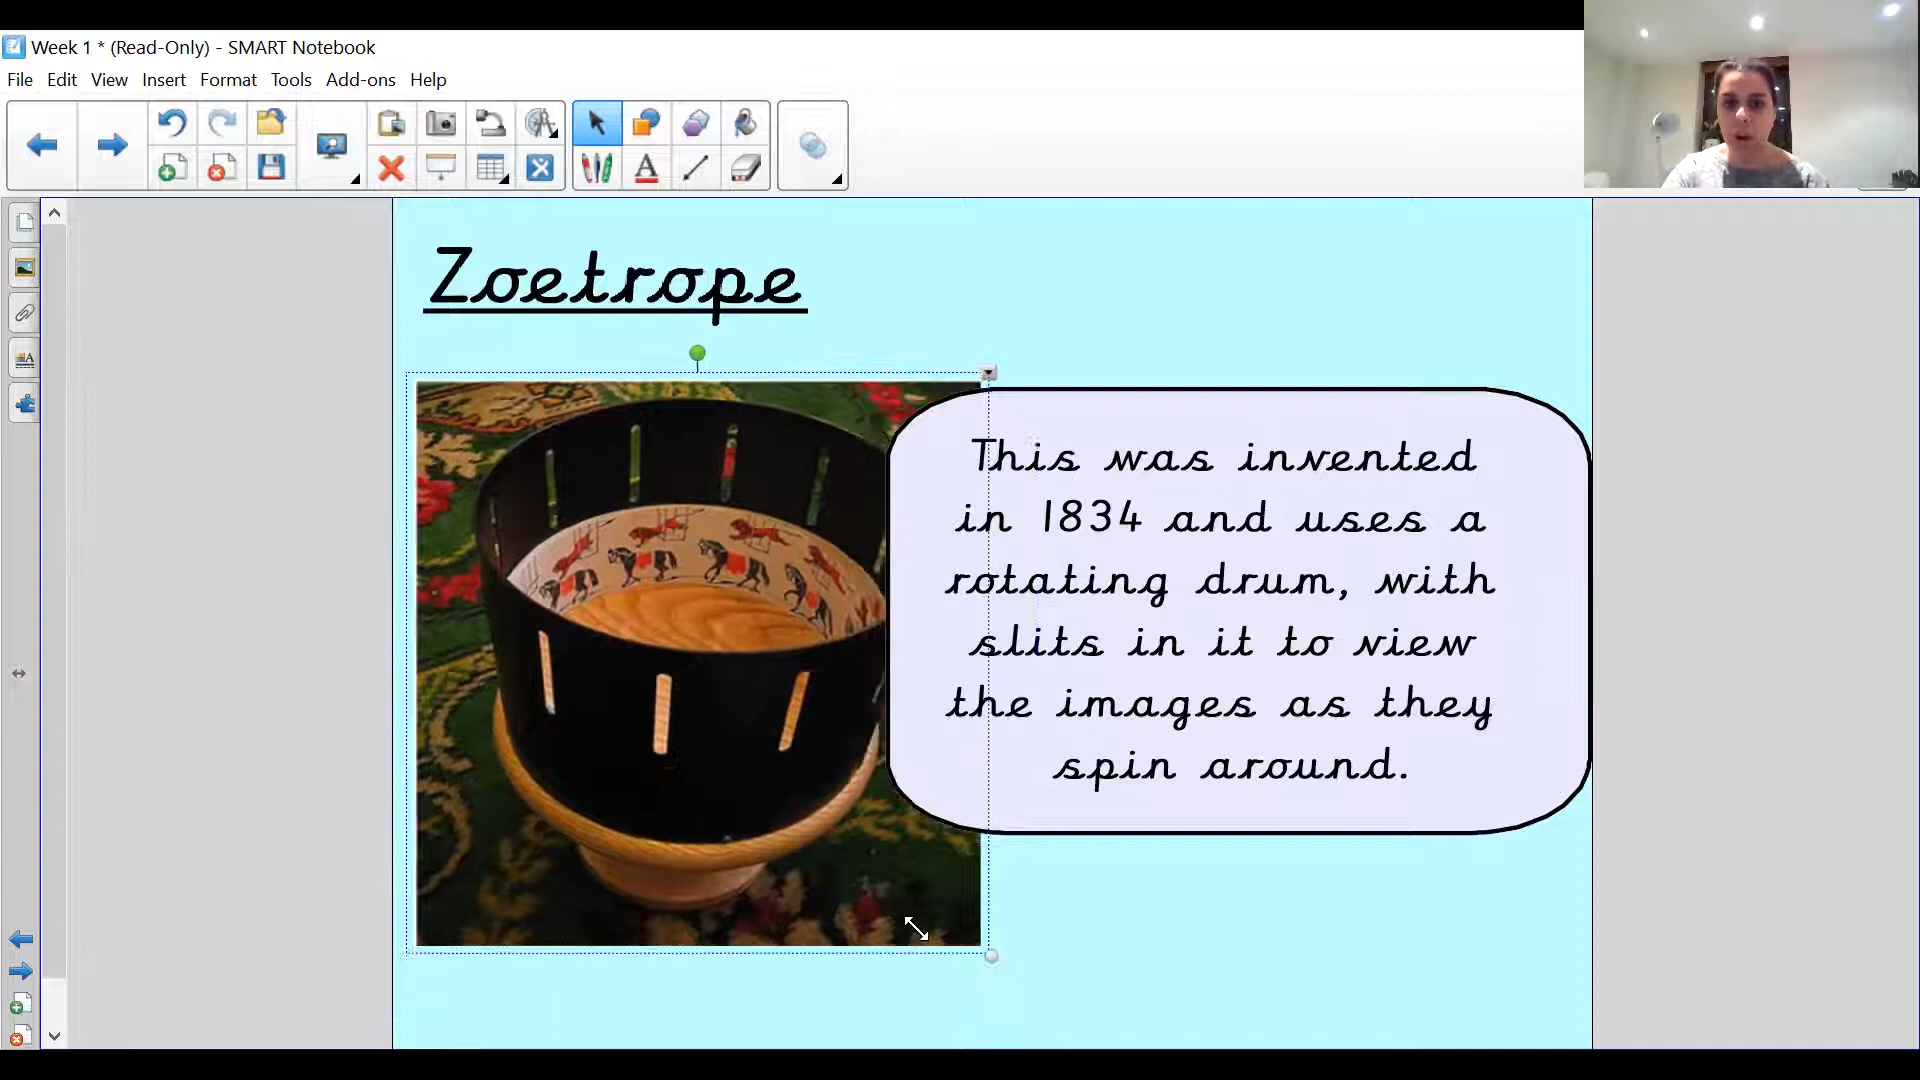 Week 1 * (Read-Only) - SMART Notebook
File Edit View Insert Format Tools Add-ons Help
Zoetrope
This was invented
in 1834 and uses a
rotating drum, with
slits in it to view
the images as they
spin around.